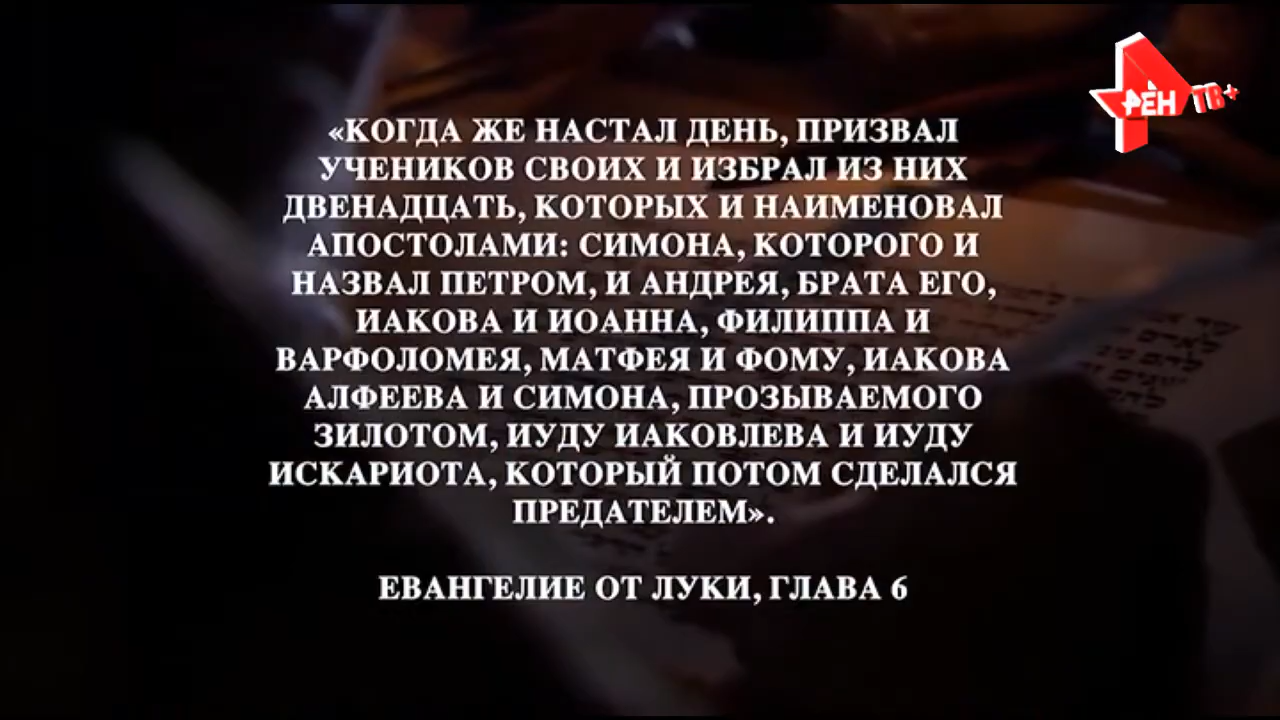 «КОГДА ЖЕ НАСТАЛ ДЕНЬ, ПРИЗВАЛ
УЧЕНИКОВ СВОИХ И ИЗБРАЛ ИЗ НИХ
ДВЕНАДЦАТЬ, КОТОРЫХ И НАИМЕНОВАЛ
АПОСТОЛАМИ: СИМОНА, КОТОРОГО И
НАЗВАЛ ПЕТРОМ, И АНДРЕЯ, БРАТА ЕГО,
ИАКОВА И ИОАННА, ФИЛИППА И
ВАРФОЛОМЕЯ, МАТФЕЯ И ФОМУ, ИАКОВА
АЛФЕЕВА И СИМОНА, ПРОЗЫВАЕМОГО
ЗИЛОТОМ, ИУДУ ИАКОВЛЕВА И ИУДУ
ИСКАРИОТА, КОТОРЫЙ ПОТОМ СДЕЛАЛСЯ
ПРЕДАТЕЛЕМ».
ЕВАНГЕЛИЕ ОТ ЛУКИ, ГЛАВА 6
РЕН ТВ+